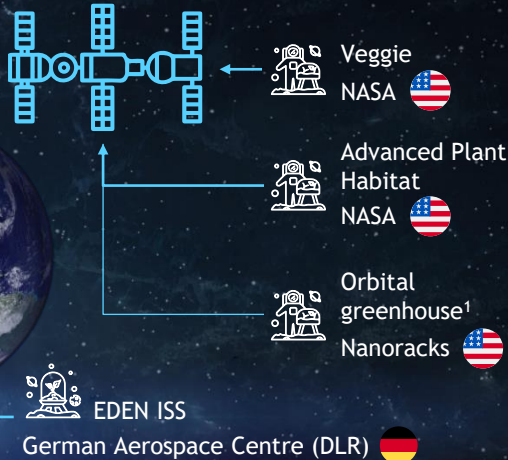 Veggie
NASA
Advanced Plant
Habitat
NASA
Orbital
greenhouse¹
Nanoracks
EDEN ISS
German Aerospace Centre (DLR)